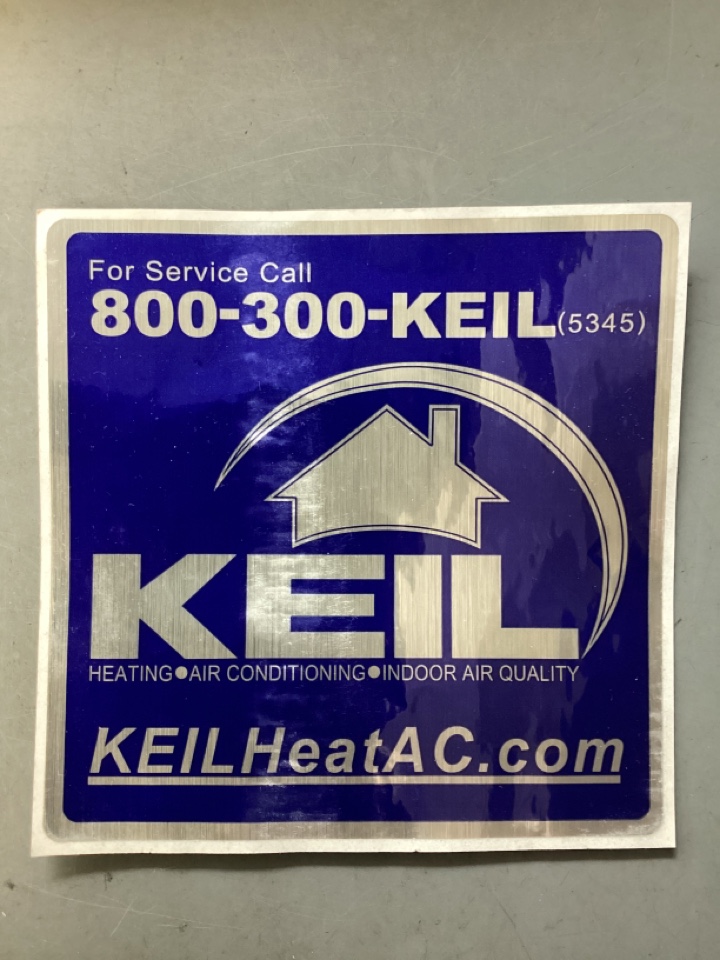 For Service Call
800-300-KEIL(5345)
KEIL
HEATING●AIR CONDITIONING●INDOOR AIR QUALITY
KEILHeatAC.com